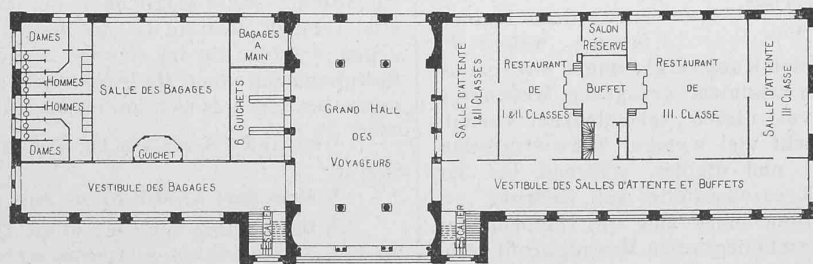 DAMES
HOMMES
HOMMES
DAMES
SALLE DES BAGAGES
GUICHET
BAGAGES
A
MAIN
6 GUICHETS
VESTIBULE DES BAGAGES
ESCALIER
GRAND HALL
DES
VOYAGEURS
SALLE D'ATTENTE
I & II CLASSES
RESTAURANT
DE
I & II CLASSES
SALON
RÉSERVÉ
BUFFET
RESTAURANT
DE
III CLASSE
SALLE D'ATTENTE
III CLASSE
VESTIBULE DES SALLES D'ATTENTE ET BUFFETS
ESCALIER